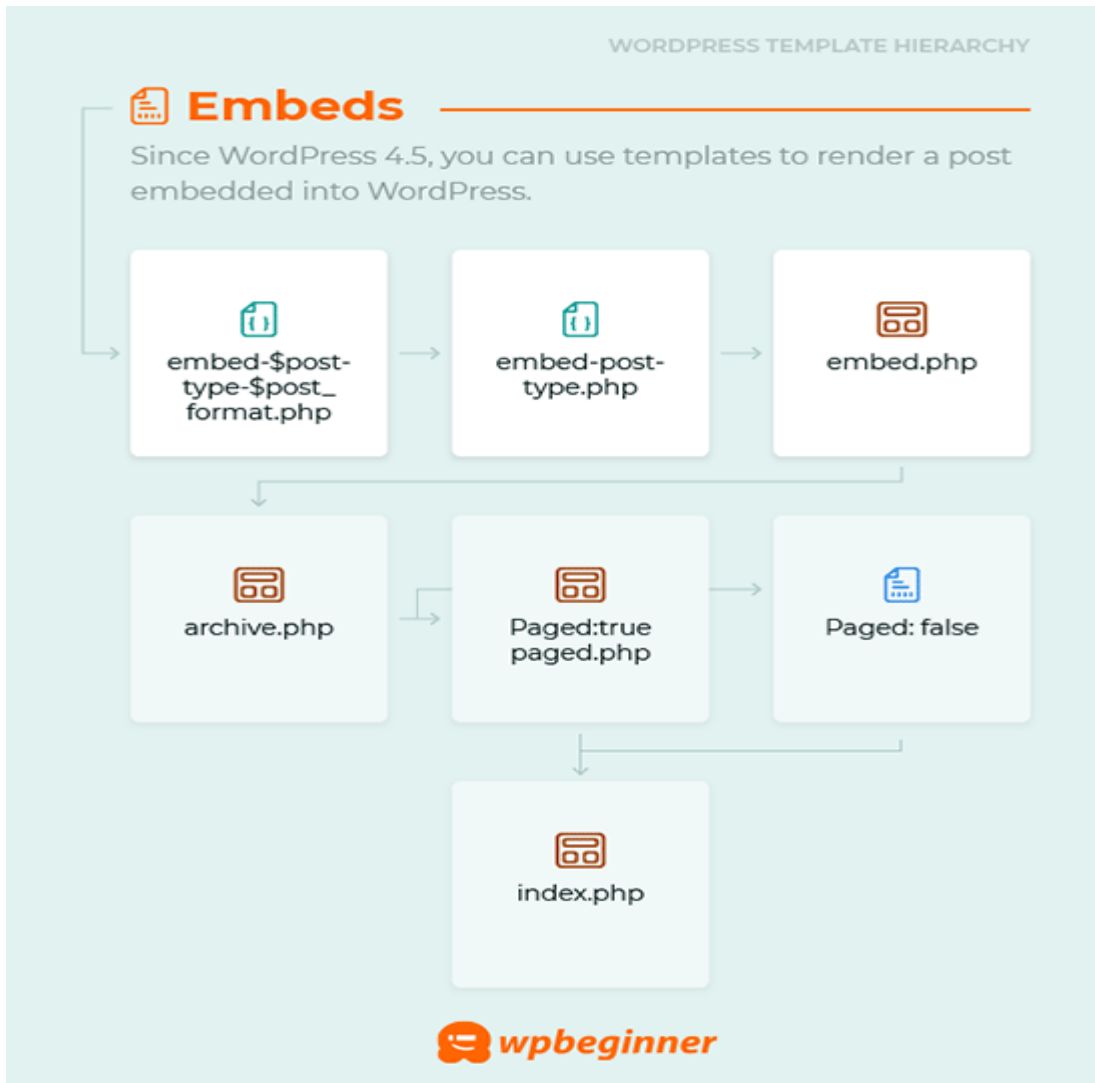 WORDPRESS TEMPLATE HIERARCHY
Embeds
Since WordPress 4.5, you can use templates to render a post
embedded into WordPress.
embed-$post-
type-$post_
format.php
embed-post-
type.php
embed.php
archive.php
Paged:true
paged.php
Paged: false
index.php
wpbeginner